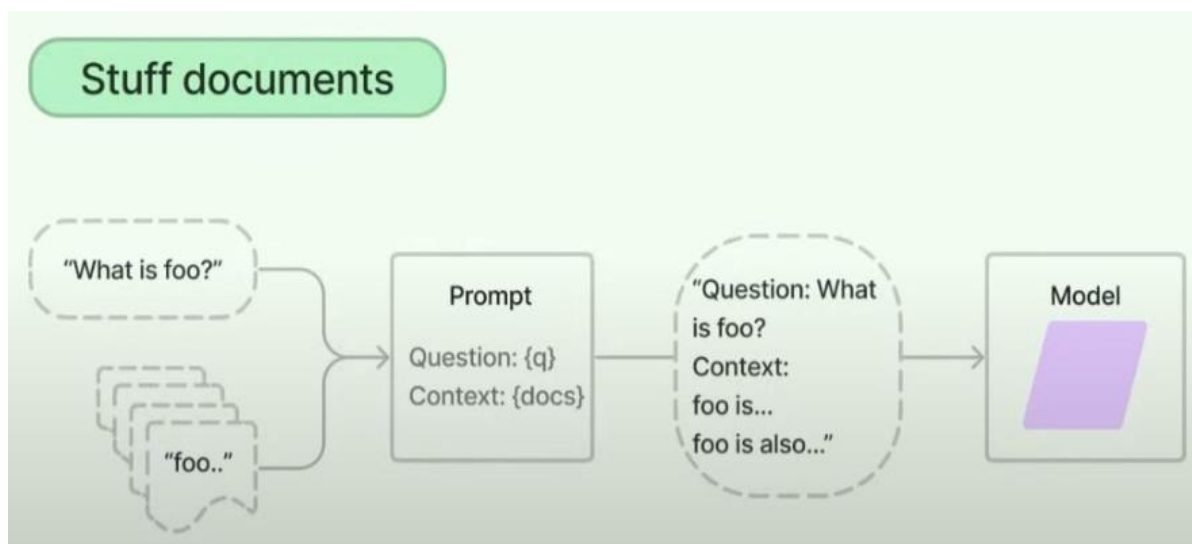 Stuff documents
“What is foo?”
“foo..”
Prompt
Question: {q}
Context: {docs}
“Question: What
is foo?
Context:
foo is...
foo is also...”
Model